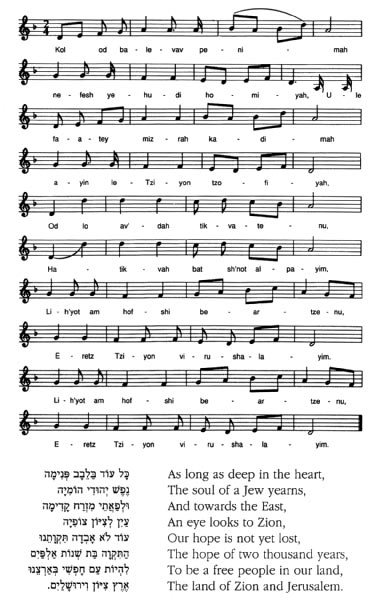 Kol od ba - le - vav pe - ni - mah
ne - fesh ye - hu - di ho - mi - yah, U - le
fa - a - tey miz - rah ka - di - mah
a - yin le - Tzi - yon tzo - fi - yah,
Od lo av' - dah tik - va - te - nu,
Ha - tik - vah bat sh'not al - pa - yim.
Li - h'yot am hof - shi be - ar - tze - nu,
E - retz Tzi - yon vi - ru - sha - la - yim.
Li - h'yot am hof - shi be - ar - tze - nu,
E - retz Tzi - yon vi - ru - sha - la - yim.
כָּל עוֹד בַּלֵּבָב פְּנִימָה
נֶפֶשׁ יְהוּדִי הוֹמִיָּה
וּלְפַאֲתֵי מִזְרָח קָדִימָה
עַיִן לְצִיּוֹן צוֹפִיָּה
עוֹד לֹא אָבְדָה תִּקְוָתֵנוּ
הַתִּקְוָה בַּת שְׁנוֹת אַלְפַּיִם
לִהְיוֹת עַם חָפְשִׁי בְּאַרְצֵנוּ
אֶרֶץ צִיּוֹן וִירוּשָׁלַיִם.
As long as deep in the heart,
The soul of a Jew yearns,
And towards the East,
An eye looks to Zion,
Our hope is not yet lost,
The hope of two thousand years,
To be a free people in our land,
The land of Zion and Jerusalem.